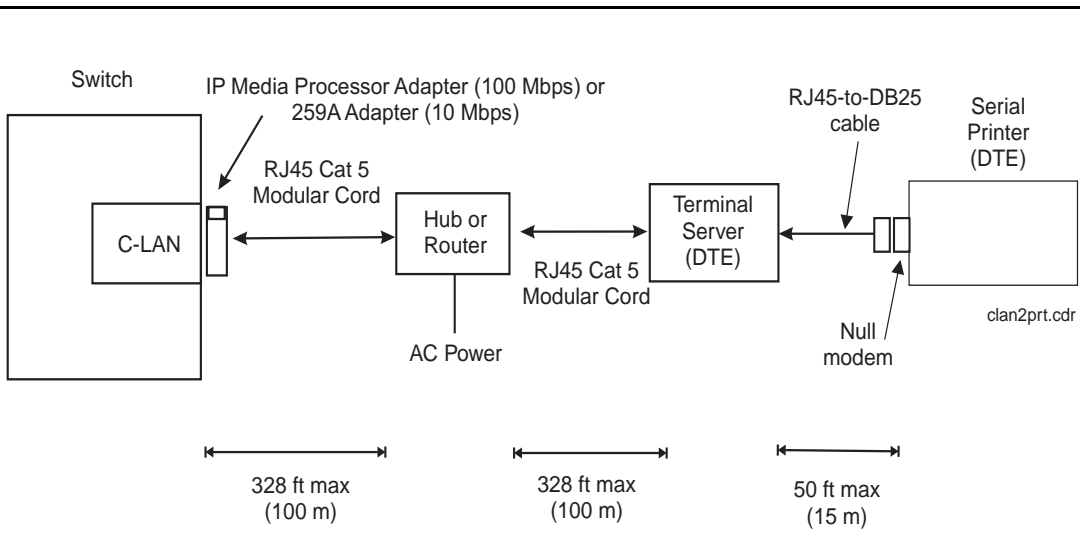 Switch
IP Media Processor Adapter (100 Mbps) or
259A Adapter (10 Mbps)
RJ45 Cat 5
Modular Cord
C-LAN
Hub or
Router
AC Power
RJ45 Cat 5
Modular Cord
Terminal
Server
(DTE)
RJ45-to-DB25
cable
Serial
Printer
(DTE)
clan2prt.cdr
Null
modem
328 ft max
(100 m)
328 ft max
(100 m)
50 ft max
(15 m)